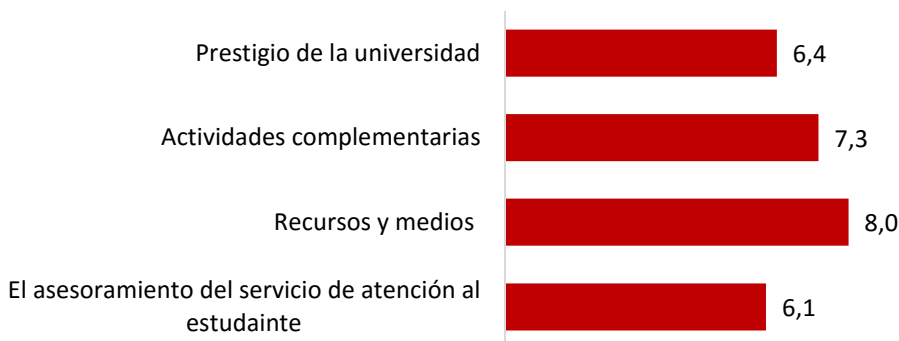 Prestigio de la universidad
6,4
Actividades complementarias
7,3
Recursos y medios
8,0
El asesoramiento del servicio de atención al
estudainte
6,1